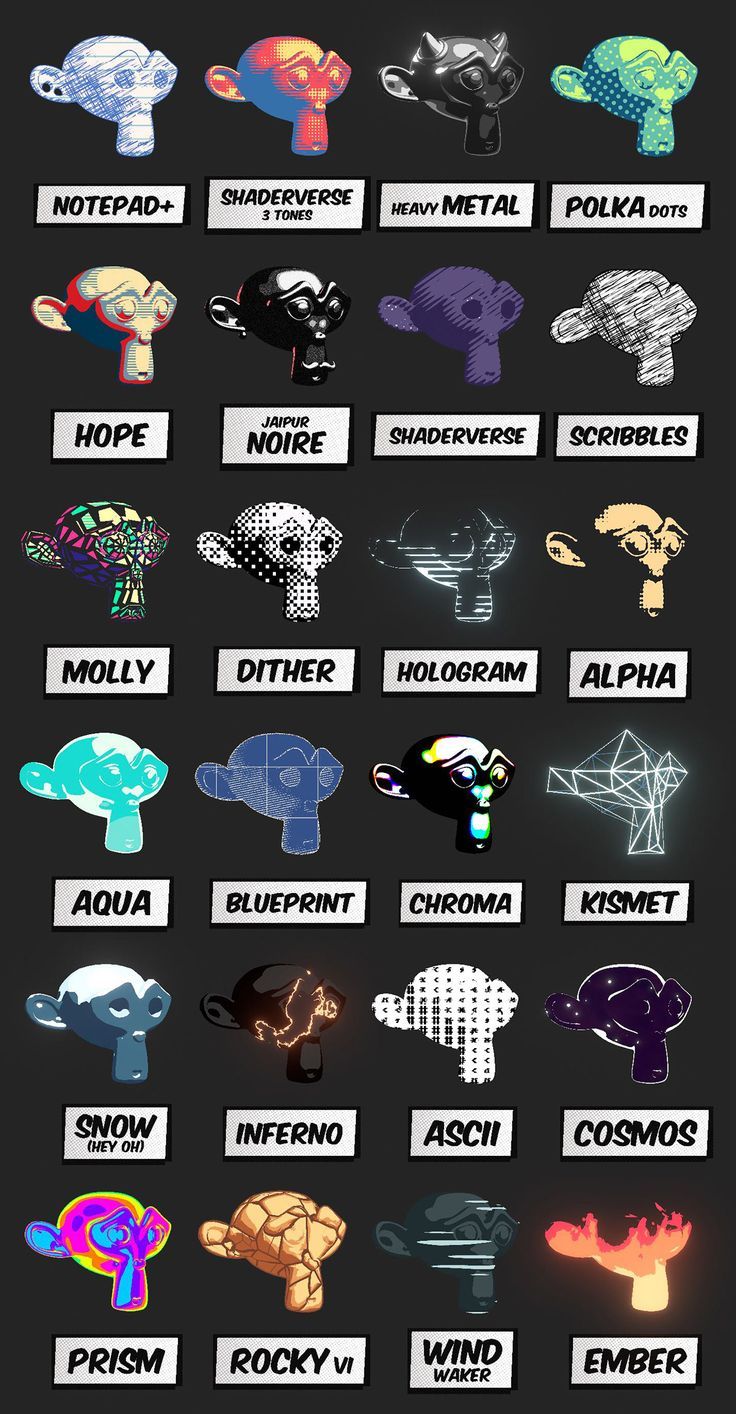 NOTEPAD+
SHADERVERSE
3 TONES
HEAVY METAL
POLKA DOTS
HOPE
JAIPUR
NOIRE
SHADERVERSE
SCRIBBLES
MOLLY
DITHER
HOLOGRAM
ALPHA
AQUA
BLUEPRINT
CHROMA
KISMET
SNOW
(HEY OH)
INFERNO
ASCII
COSMOS
PRISM
ROCKY VI
WIND
WAKER
EMBER